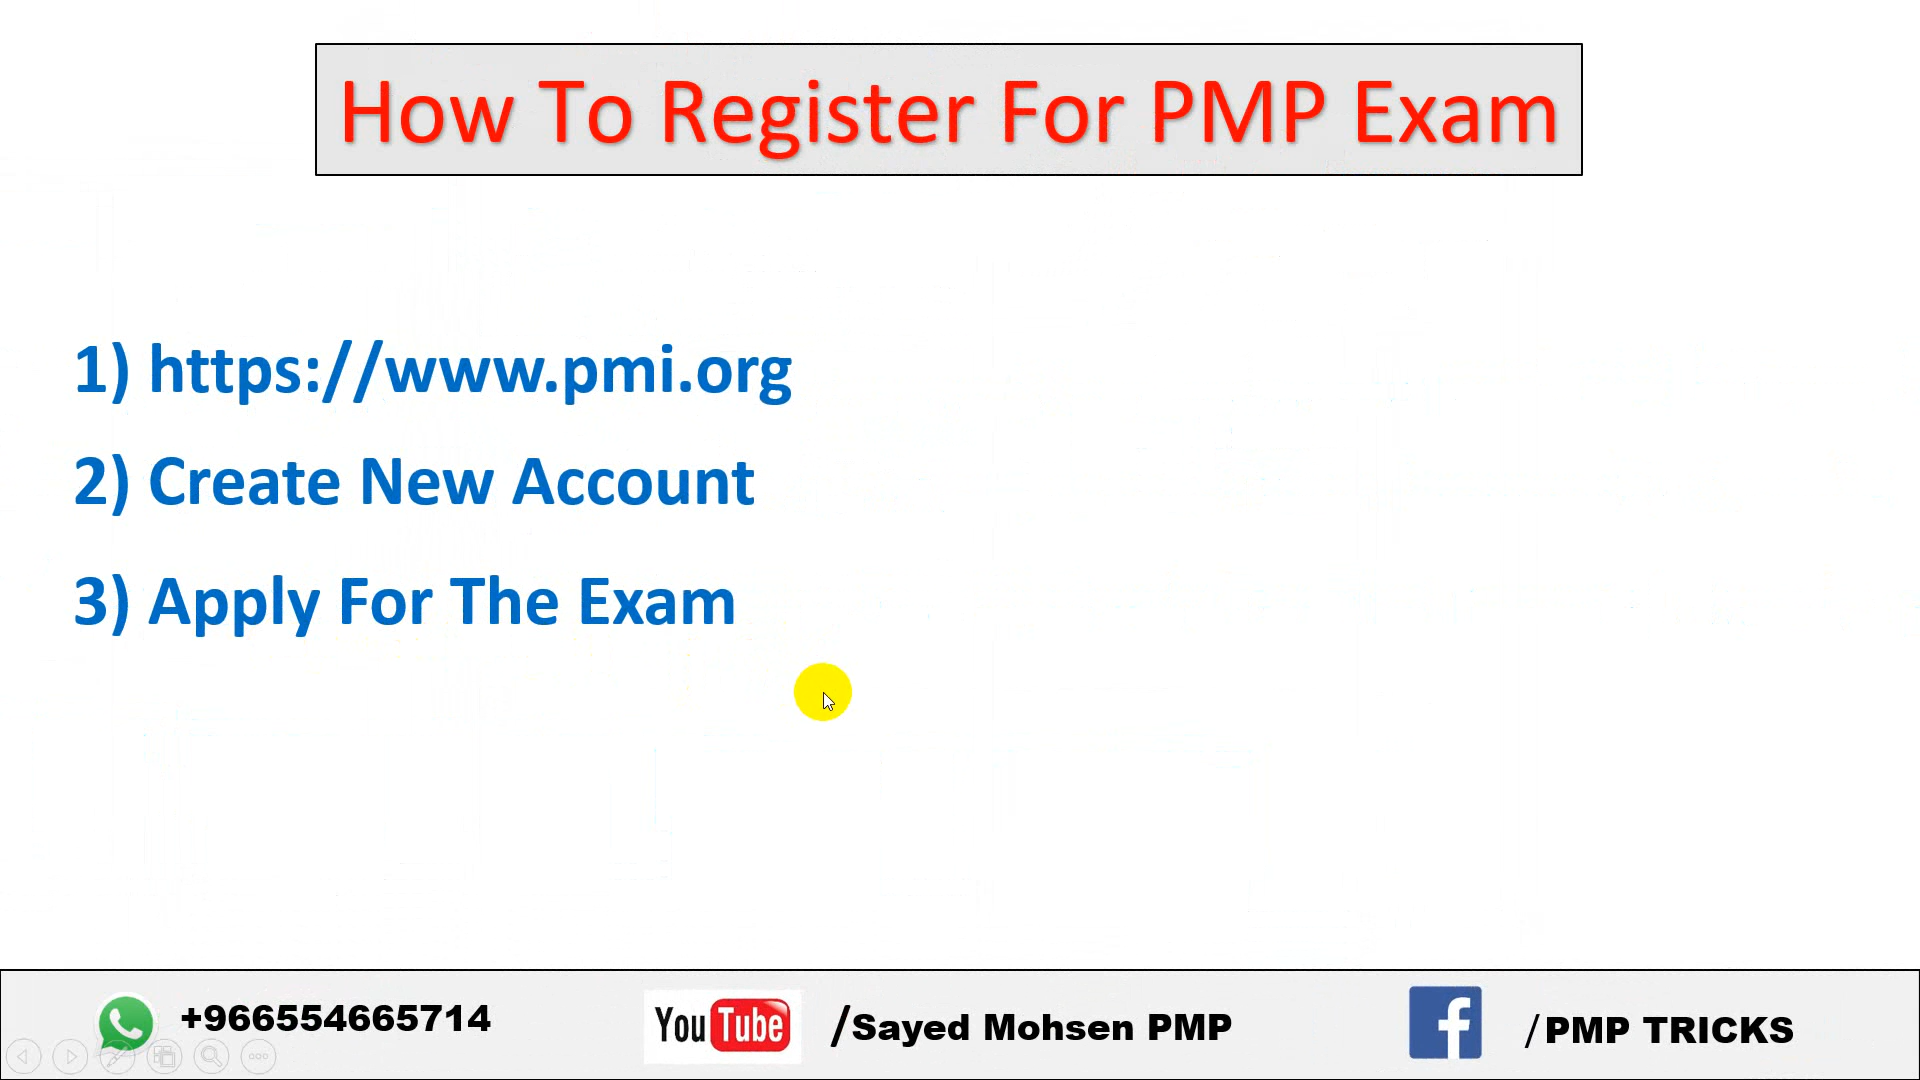 How To Register For PMP Exam
1) https://www.pmi.org
2) Create New Account
3) Apply For The Exam
+966554665714
YouTube /Sayed Mohsen PMP
f /PMP TRICKS